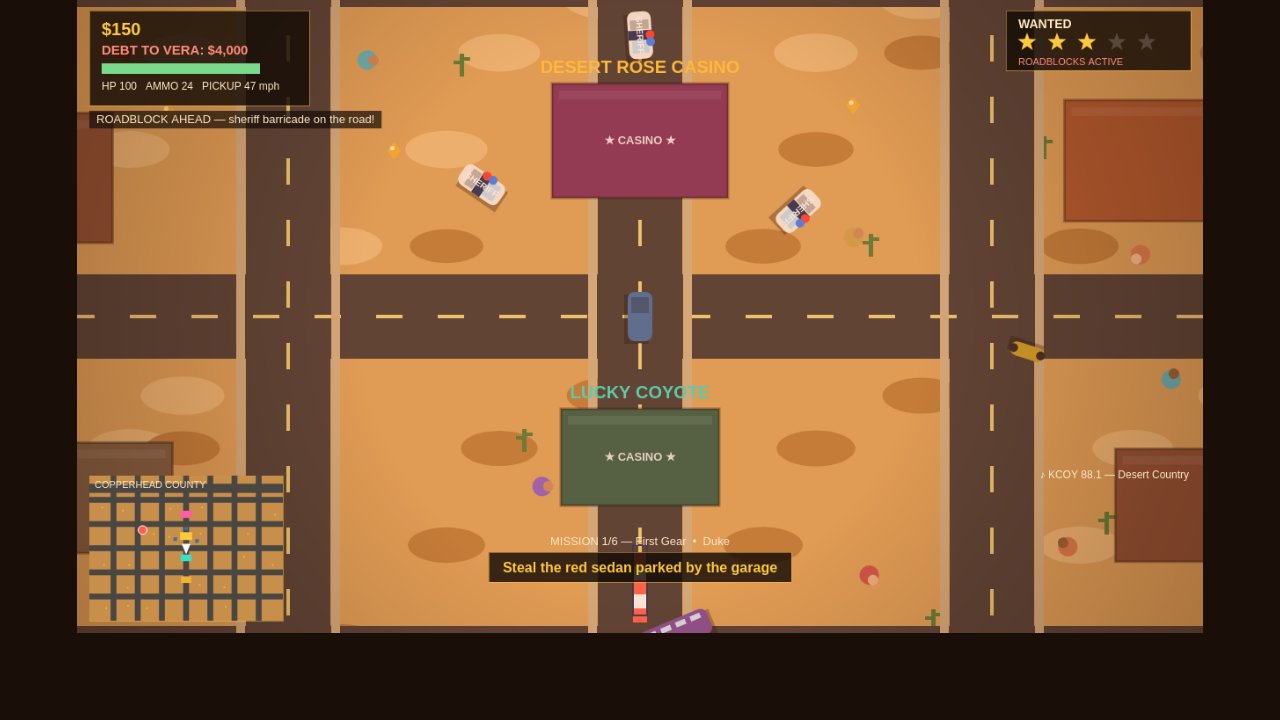 $150
DEBT TO VERA: $4,000
HP 100 AMMO 24 PICKUP 47 mph
ROADBLOCK AHEAD — sheriff barricade on the road!
WANTED
ROADBLOCKS ACTIVE
SHERIFF
DESERT ROSE CASINO
★ CASINO ★
LUCKY COYOTE
★ CASINO ★
♪ KCOY 88.1 — Desert Country
COPPERHEAD COUNTY
MISSION 1/6 — First Gear • Duke
Steal the red sedan parked by the garage